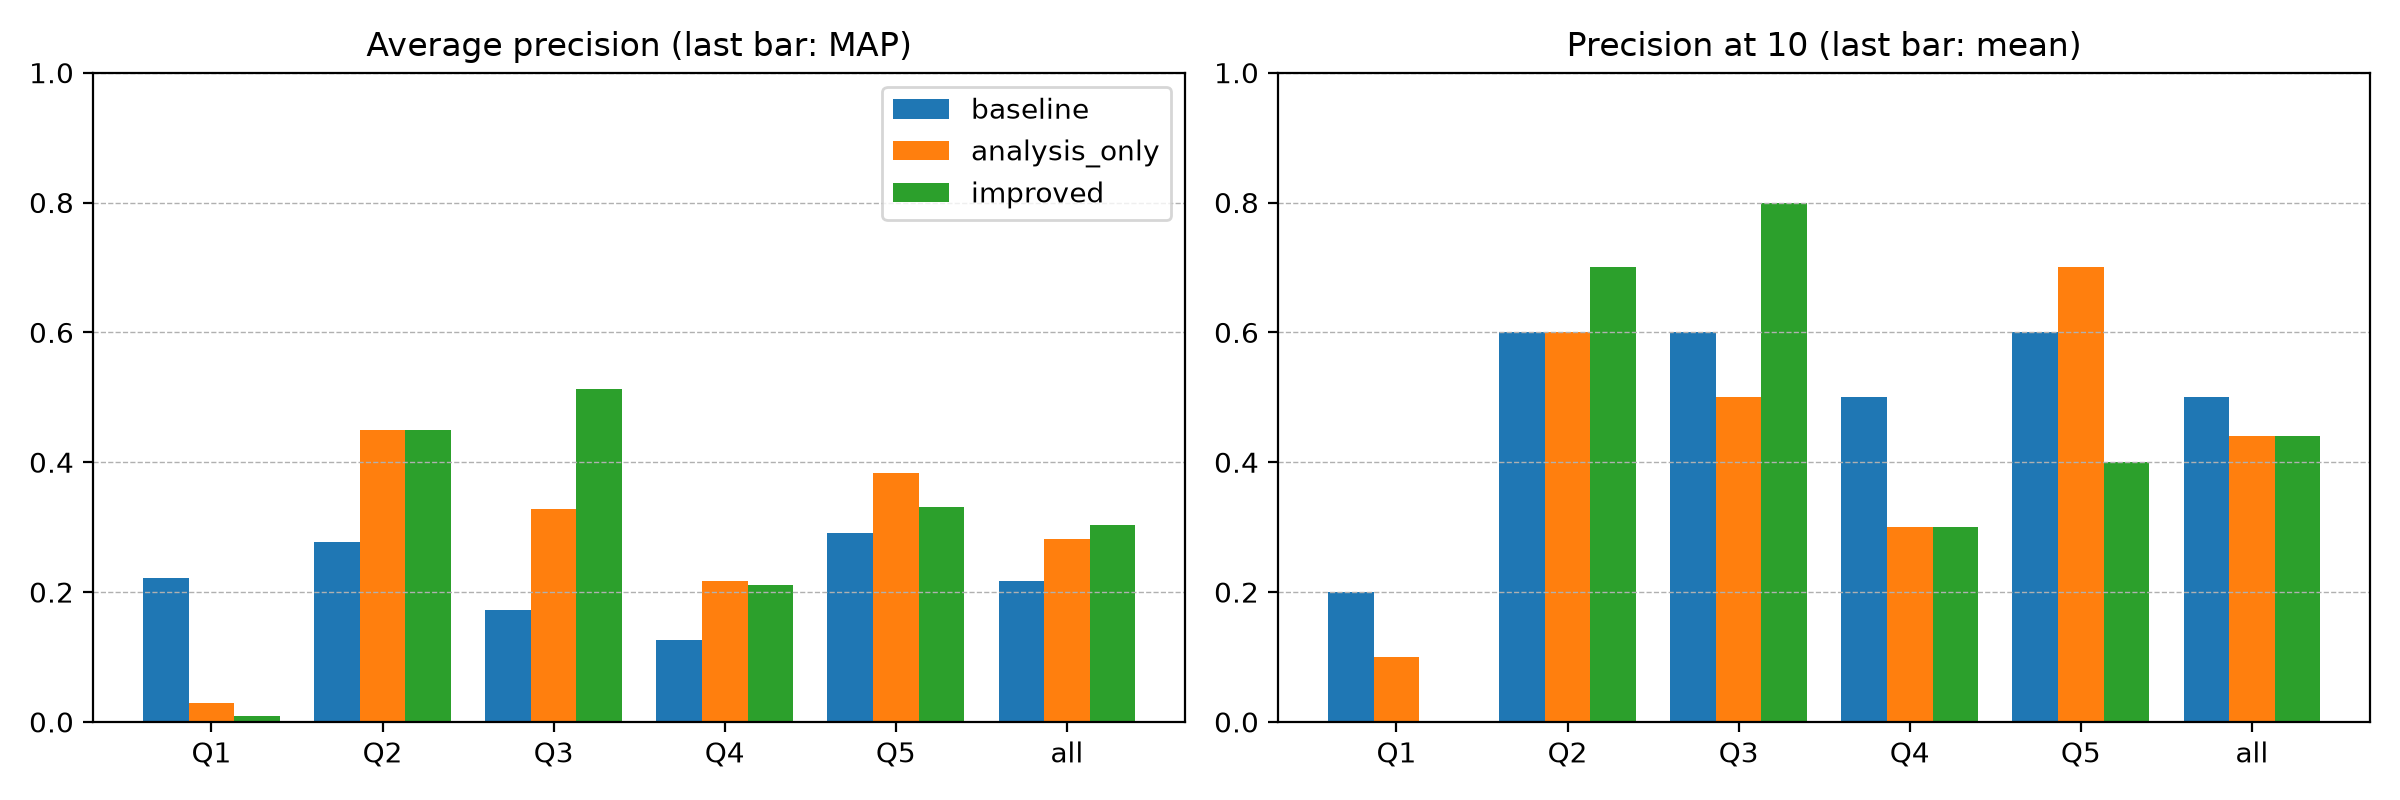 Average precision (last bar: MAP)
1.0
0.8
0.6
0.4
0.2
0.0
baseline
analysis_only
improved
Q1 Q2 Q3 Q4 Q5 all
Precision at 10 (last bar: mean)
1.0
0.8
0.6
0.4
0.2
0.0
Q1 Q2 Q3 Q4 Q5 all